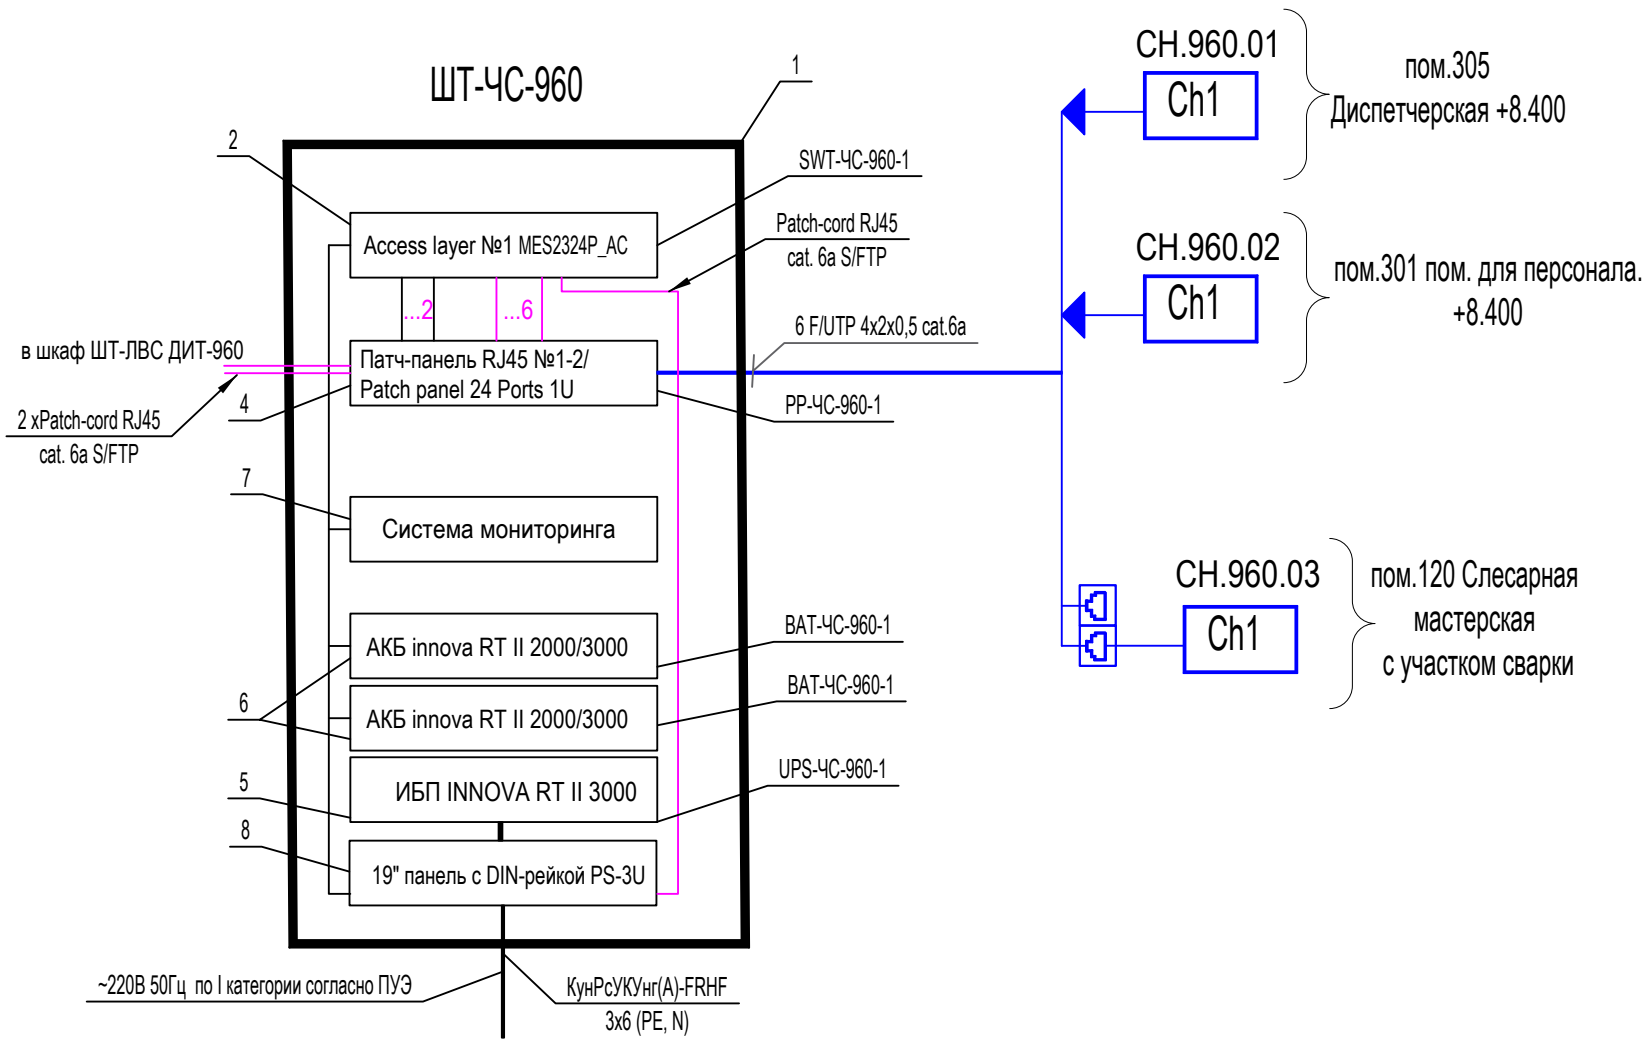 ШТ-ЧС-960
1
2
SWT-ЧС-960-1
Access layer №1 MES2324P_AC
Patch-cord RJ45
cat. 6a S/FTP
...2
...6
в шкаф ШТ-ЛВС ДИТ-960
Патч-панель RJ45 №1-2/
Patch panel 24 Ports 1U
6 F/UTP 4x2x0,5 cat.6a
4
PP-ЧС-960-1
2 xPatch-cord RJ45
cat. 6a S/FTP
7
Система мониторинга
АКБ innova RT II 2000/3000
BAT-ЧС-960-1
6
АКБ innova RT II 2000/3000
BAT-ЧС-960-1
5
ИБП INNOVA RT II 3000
UPS-ЧС-960-1
8
19" панель с DIN-рейкой PS-3U
~220В 50Гц по I категории согласно ПУЭ
КунРсУКУнг(А)-FRHF
3х6 (PE, N)
CH.960.01
Ch1
пом.305
Диспетчерская +8.400
CH.960.02
Ch1
пом.301 пом. для персонала.
+8.400
CH.960.03
Ch1
пом.120 Слесарная
мастерская
с участком сварки